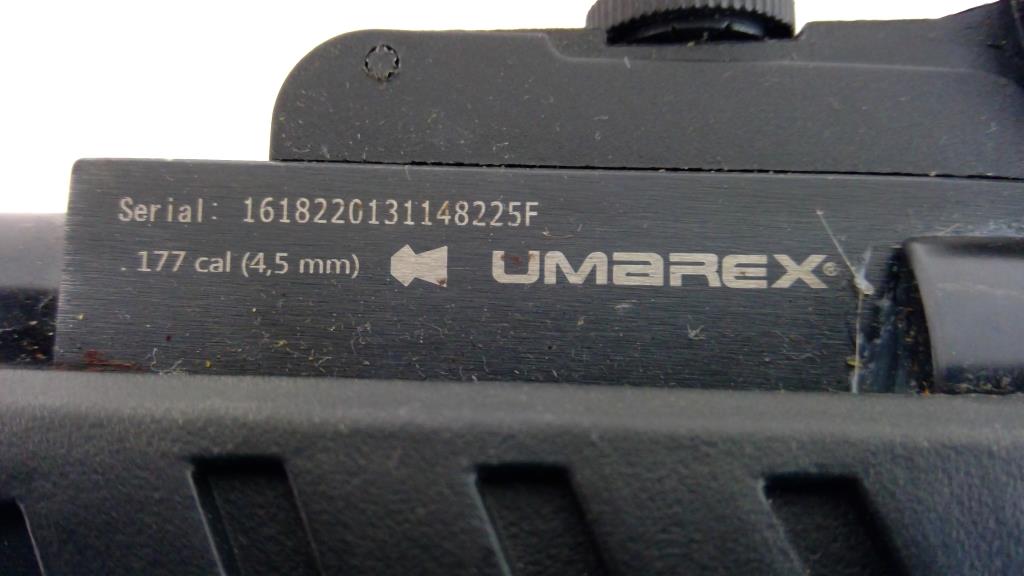 Serial: 1618220131148225F
.177 cal (4,5 mm) UMAREX®